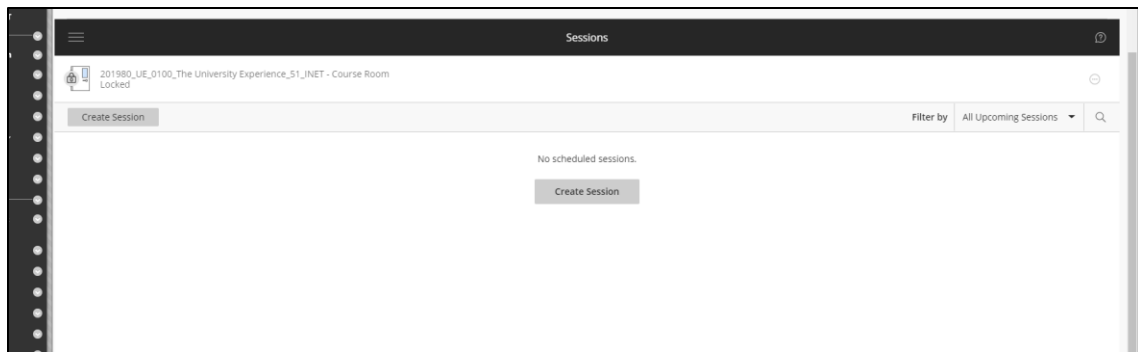 Sessions
201980_UE_0100_The University Experience_51_INET - Course Room
Locked
Create Session
Filter by
All Upcoming Sessions
No scheduled sessions.
Create Session